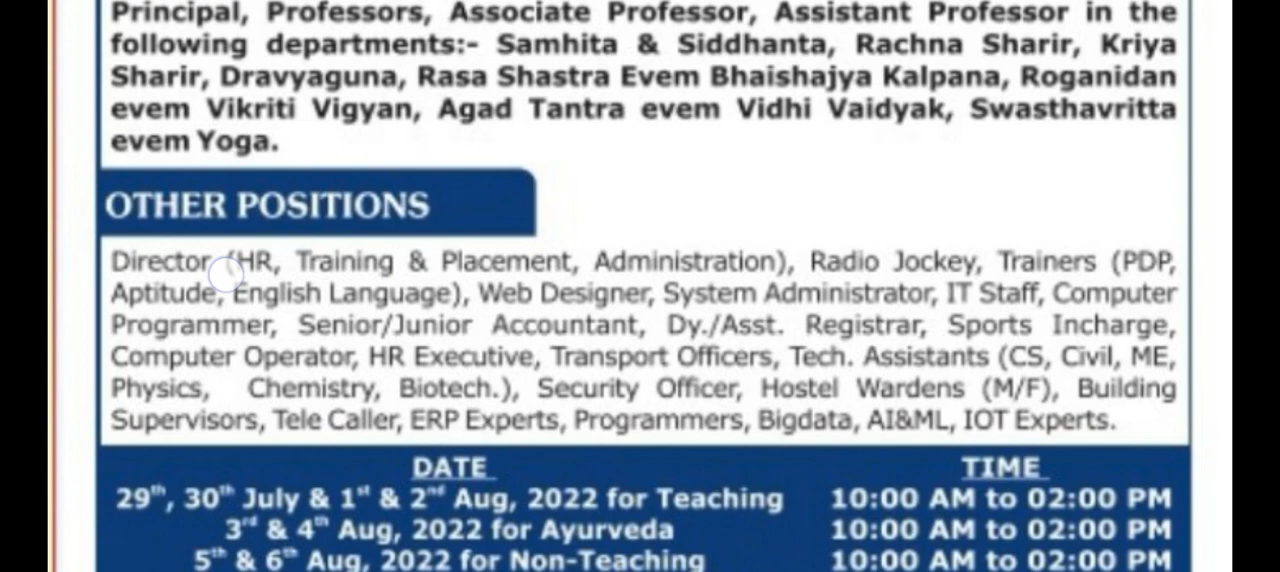 Principal, Professors, Associate Professor, Assistant Professor in the
following departments:- Samhita & Siddhanta, Rachna Sharir, Kriya
Sharir, Dravyaguna, Rasa Shastra Evem Bhaishajya Kalpana, Roganidan
evem Vikriti Vigyan, Agad Tantra evem Vidhi Vaidyak, Swasthavritta
evem Yoga.
OTHER POSITIONS
Director (HR, Training & Placement, Administration), Radio Jockey, Trainers (PDP,
Aptitude, English Language), Web Designer, System Administrator, IT Staff, Computer
Programmer, Senior/Junior Accountant, Dy./Asst. Registrar, Sports Incharge,
Computer Operator, HR Executive, Transport Officers, Tech. Assistants (CS, Civil, ME,
Physics, Chemistry, Biotech.), Security Officer, Hostel Wardens (M/F), Building
Supervisors, Tele Caller, ERP Experts, Programmers, Bigdata, AI&ML, IOT Experts.
DATE TIME
29th, 30th July & 1st & 2nd Aug, 2022 for Teaching 10:00 AM to 02:00 PM
3rd & 4th Aug, 2022 for Ayurveda 10:00 AM to 02:00 PM
5th & 6th Aug, 2022 for Non-Teaching 10:00 AM to 02:00 PM